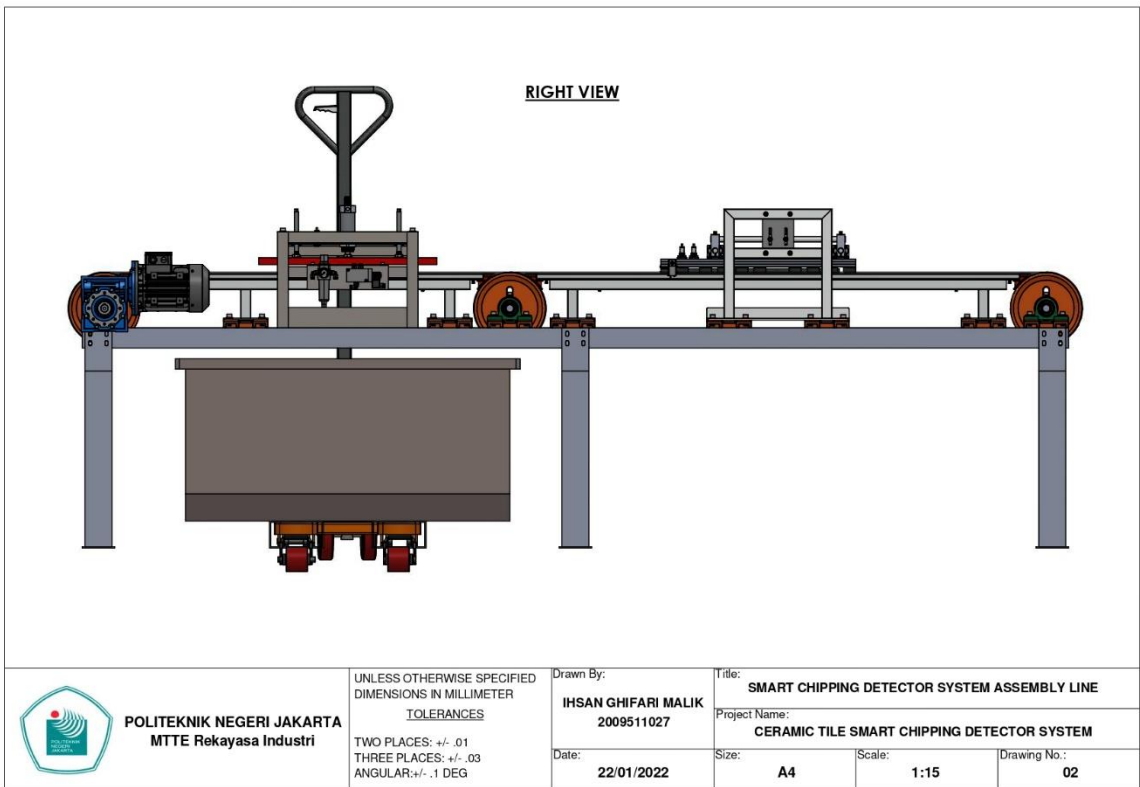 RIGHT VIEW
POLITEKNIK
NEGERI
JAKARTA
POLITEKNIK NEGERI JAKARTA
MTTE Rekayasa Industri
UNLESS OTHERWISE SPECIFIED
DIMENSIONS IN MILLIMETER
TOLERANCES
TWO PLACES: +/- .01
THREE PLACES: +/- .03
ANGULAR:+/- .1 DEG
Drawn By:
IHSAN GHIFARI MALIK
2009511027
Date:
22/01/2022
Title:
SMART CHIPPING DETECTOR SYSTEM ASSEMBLY LINE
Project Name:
CERAMIC TILE SMART CHIPPING DETECTOR SYSTEM
Size:
A4
Scale:
1:15
Drawing No.:
02